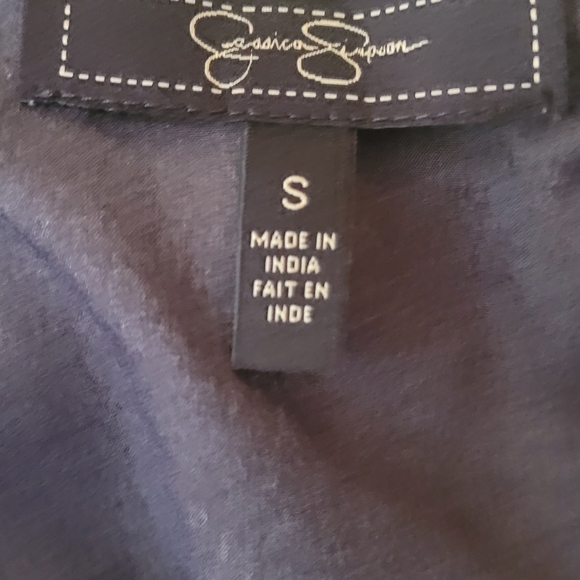 Jessica Simpson
S
MADE IN
INDIA
FAIT EN
INDE